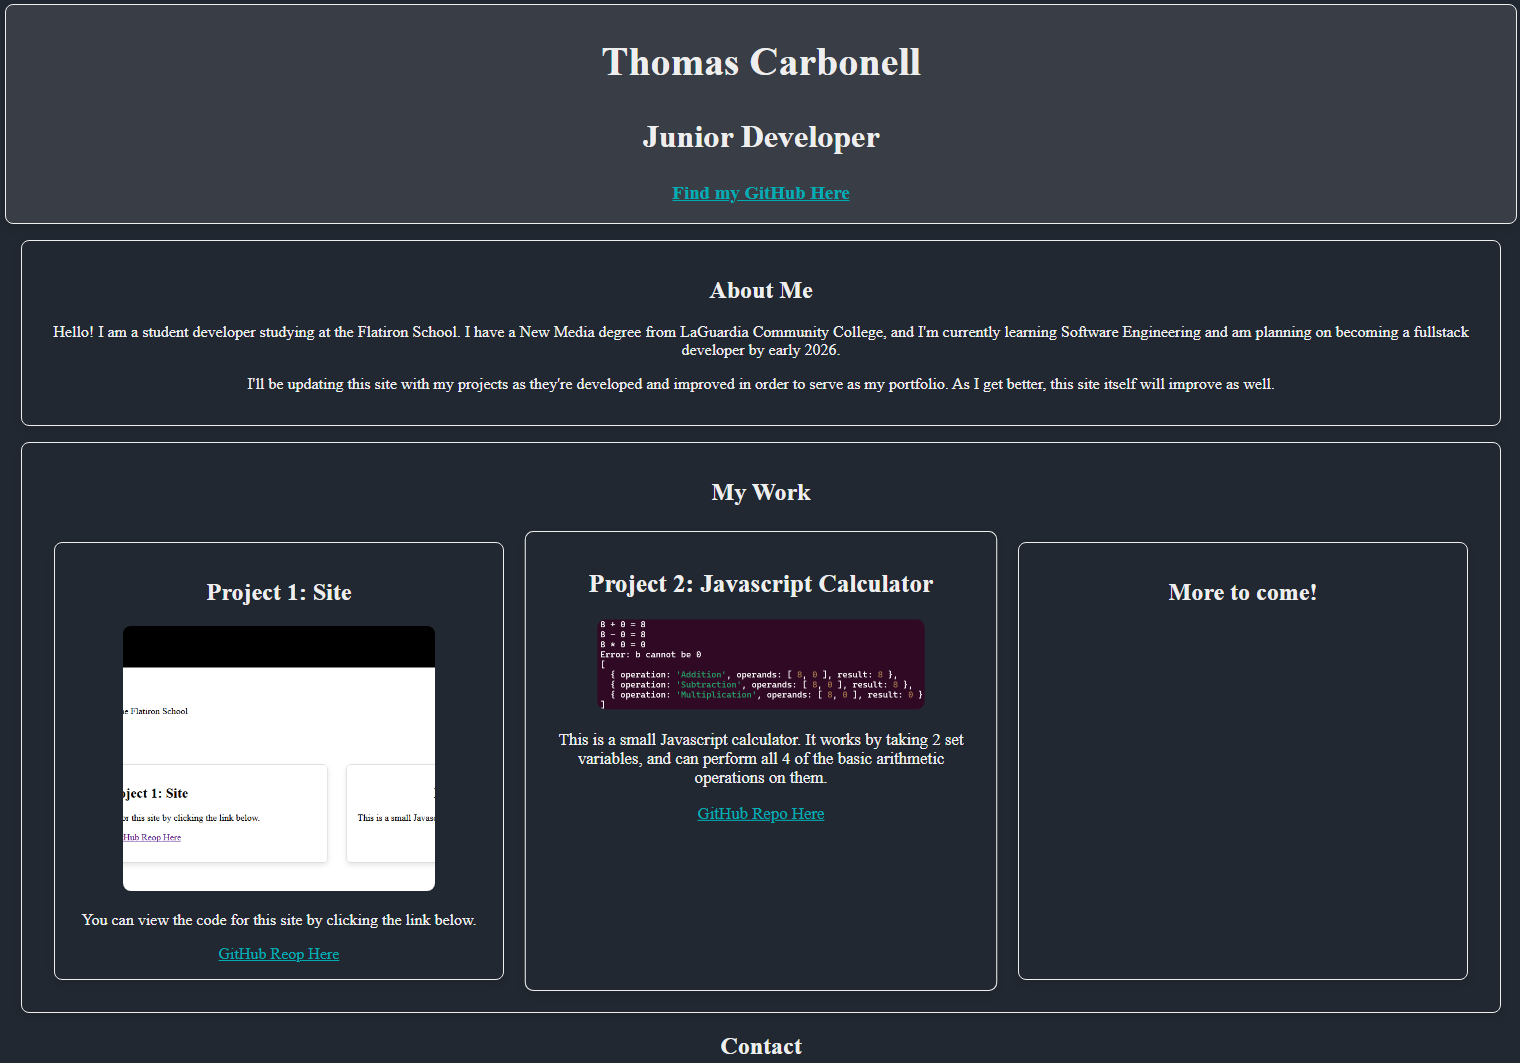 Thomas Carbonell
Junior Developer
Find my GitHub Here
About Me
Hello! I am a student developer studying at the Flatiron School. I have a New Media degree from LaGuardia Community College, and I'm currently learning Software Engineering and am planning on becoming a fullstack
developer by early 2026.
I'll be updating this site with my projects as they're developed and improved in order to serve as my portfolio. As I get better, this site itself will improve as well.
My Work
Project 1: Site
e Flatiron School
ject 1: Site
or this site by clicking the link below.
Hub Reop Here
This is a small Javas
You can view the code for this site by clicking the link below.
GitHub Reop Here
Project 2: Javascript Calculator
8 + 0 = 8
8 - 0 = 8
8 * 0 = 0
Error: b cannot be 0
[
{ operation: 'Addition', operands: [ 8, 0 ], result: 8 },
{ operation: 'Subtraction', operands: [ 8, 0 ], result: 8 },
{ operation: 'Multiplication', operands: [ 8, 0 ], result: 0 }
]
This is a small Javascript calculator. It works by taking 2 set
variables, and can perform all 4 of the basic arithmetic
operations on them.
GitHub Repo Here
More to come!
Contact